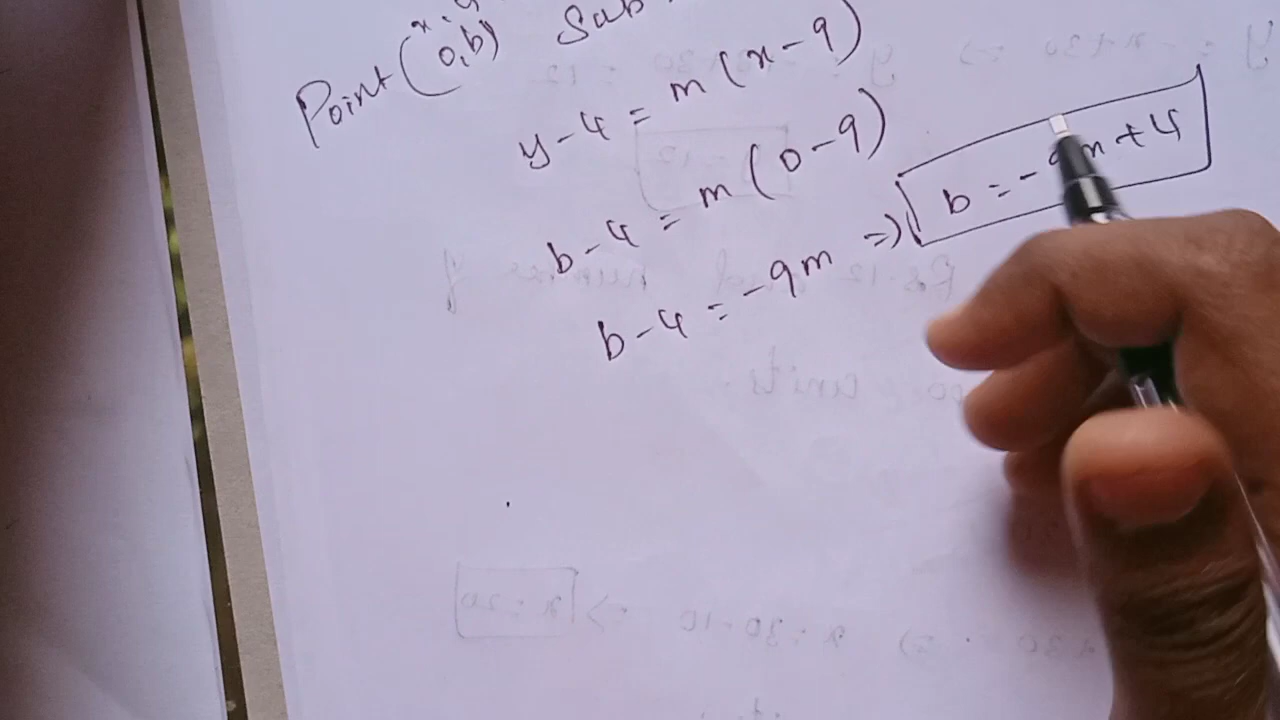 Point (0,b) Sub
y-4 = m(x-9)
b-4 = m(0-9)
b-4 = -9m => b = -9m+4